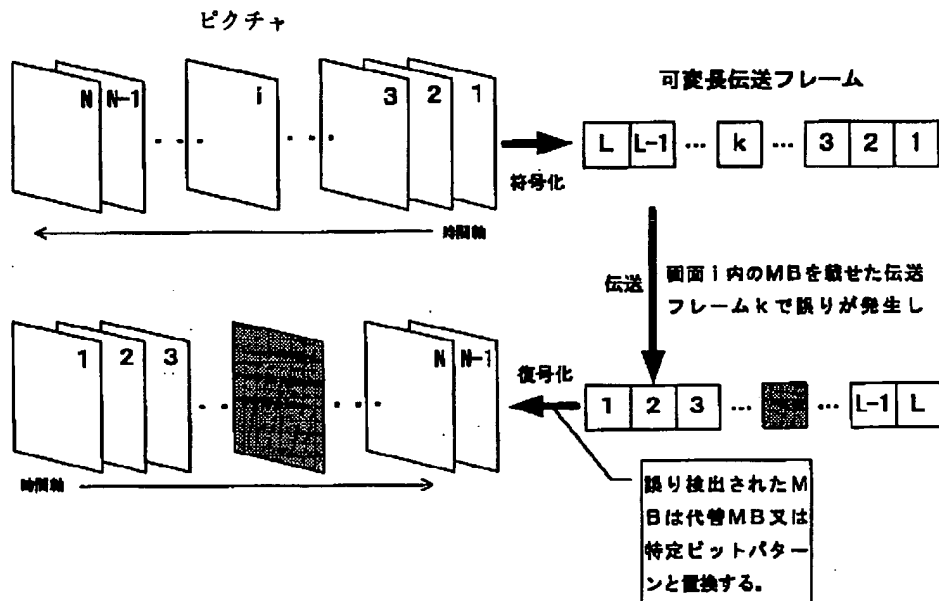 ピクチャ
N N-1 ... i ... 3 2 1
可変長伝送フレーム
L L-1 ... k ... 3 2 1
符号化
時間軸
伝送
画面i内のMBを載せた伝送
フレームkで誤りが発生し
1 2 3 ... N N-1
復号化
1 2 3 ... ... L-1 L
時間軸
誤り検出されたM
Bは代替MB又は
特定ビットパター
ンと置換する。